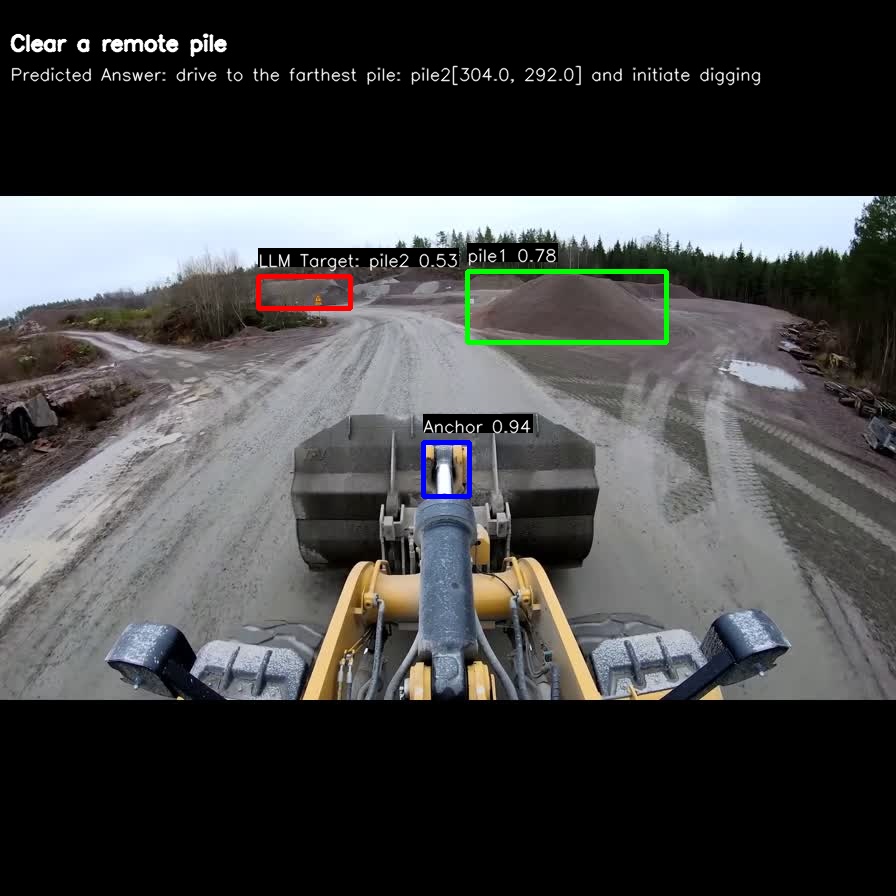 Clear a remote pile
Predicted Answer: drive to the farthest pile: pile2[304.0, 292.0] and initiate digging
LLM Target: pile2 0.53
pile1 0.78
Anchor 0.94